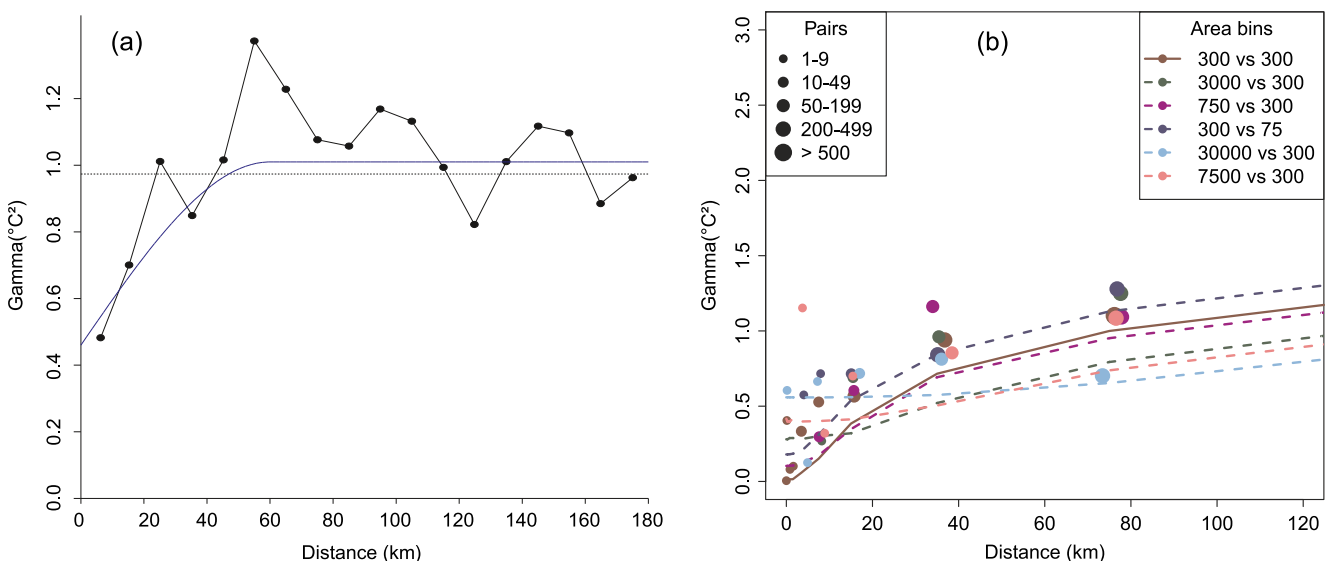 (a)
Gamma(°C²)
1.2
1.0
0.8
0.6
0.4
0.2
0.0
0 20 40 60 80 100 120 140 160 180
Distance (km)
(b)
Pairs
1-9
10-49
50-199
200-499
> 500
Area bins
300 vs 300
3000 vs 300
750 vs 300
300 vs 75
30000 vs 300
7500 vs 300
Gamma(°C²)
3.0
2.5
2.0
1.5
1.0
0.5
0.0
0 20 40 60 80 100 120
Distance (km)